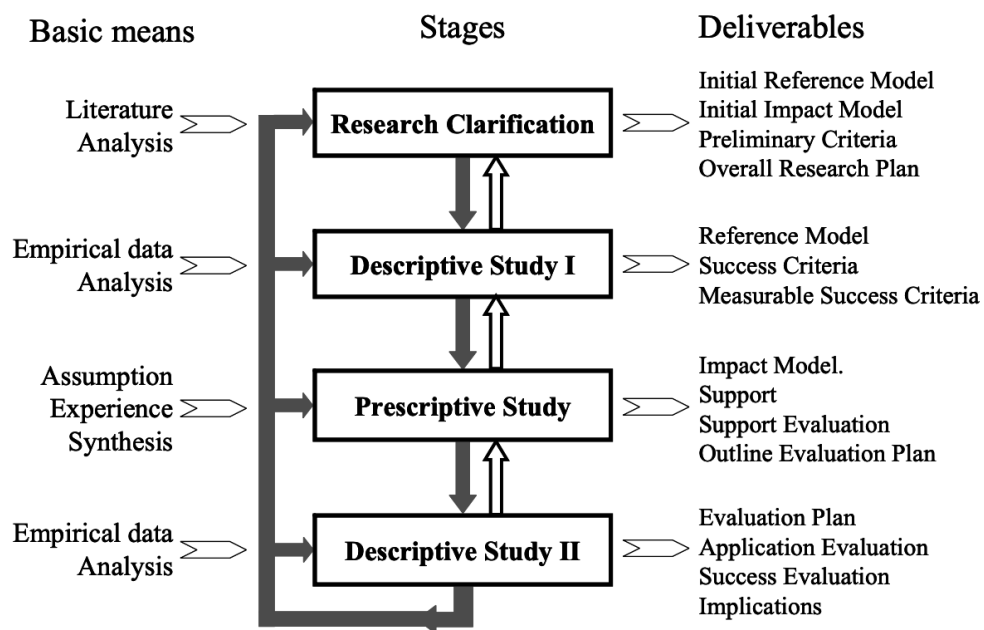 Basic means
Stages
Deliverables
Literature
Analysis
Research Clarification
Initial Reference Model
Initial Impact Model
Preliminary Criteria
Overall Research Plan
Empirical data
Analysis
Descriptive Study I
Reference Model
Success Criteria
Measurable Success Criteria
Assumption
Experience
Synthesis
Prescriptive Study
Impact Model.
Support
Support Evaluation
Outline Evaluation Plan
Empirical data
Analysis
Descriptive Study II
Evaluation Plan
Application Evaluation
Success Evaluation
Implications